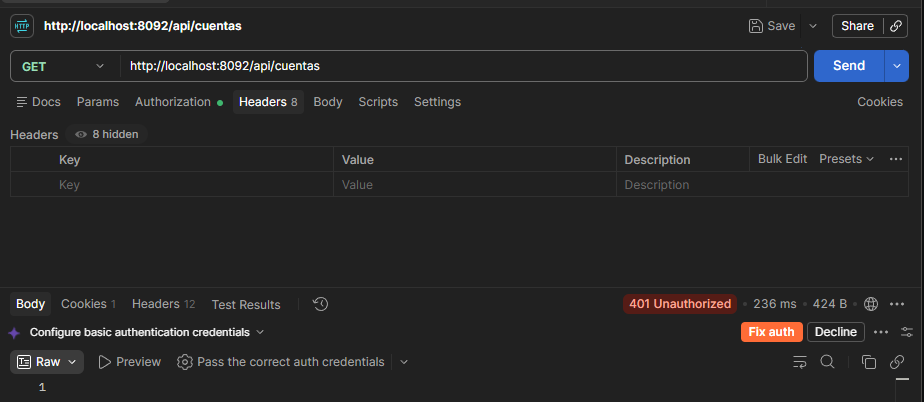 HTTP http://localhost:8092/api/cuentas Save Share
GET http://localhost:8092/api/cuentas Send
Docs Params Authorization Headers 8 Body Scripts Settings Cookies
Headers 8 hidden
Key Value Description Bulk Edit Presets
Key Value Description
Body Cookies 1 Headers 12 Test Results 401 Unauthorized 236 ms 424 B
Configure basic authentication credentials Fix auth Decline
Raw Preview Pass the correct auth credentials
1